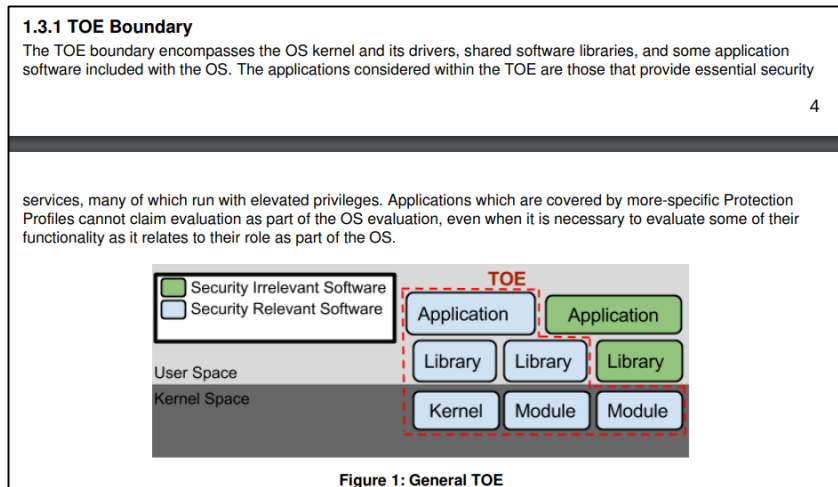 1.3.1 TOE Boundary
The TOE boundary encompasses the OS kernel and its drivers, shared software libraries, and some application
software included with the OS. The applications considered within the TOE are those that provide essential security
4
services, many of which run with elevated privileges. Applications which are covered by more-specific Protection
Profiles cannot claim evaluation as part of the OS evaluation, even when it is necessary to evaluate some of their
functionality as it relates to their role as part of the OS.
Security Irrelevant Software
Security Relevant Software
TOE
Application Application
Library Library Library
User Space
Kernel Space
Kernel Module Module
Figure 1: General TOE